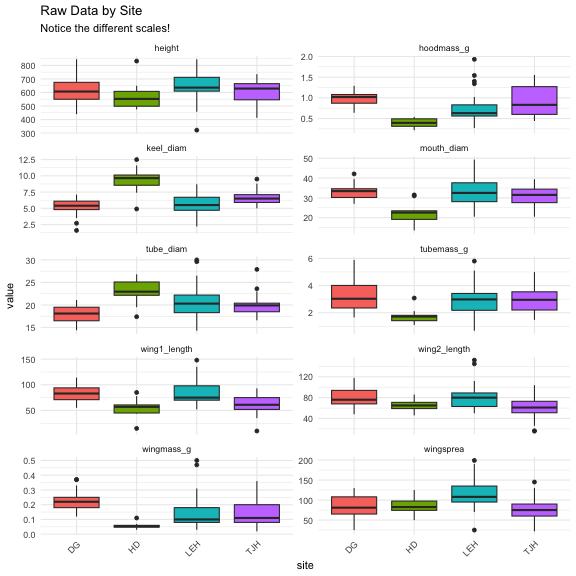 Raw Data by Site
Notice the different scales!
height
hoodmass_g
800
700
600
500
400
300
2.0
1.5
1.0
0.5
keel_diam
mouth_diam
12.5
10.0
7.5
5.0
2.5
50
40
30
20
tube_diam
tubemass_g
30
25
20
15
6
4
2
value
wing1_length
wing2_length
150
100
50
120
80
40
wingmass_g
wingsprea
0.5
0.4
0.3
0.2
0.1
0.0
200
150
100
50
DG
HD
LEH
TJH
DG
HD
LEH
TJH
site